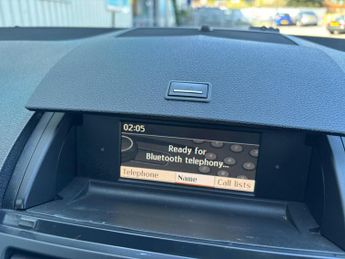 02:05
Ready for
Bluetooth telephony...
Telephone Name Call lists